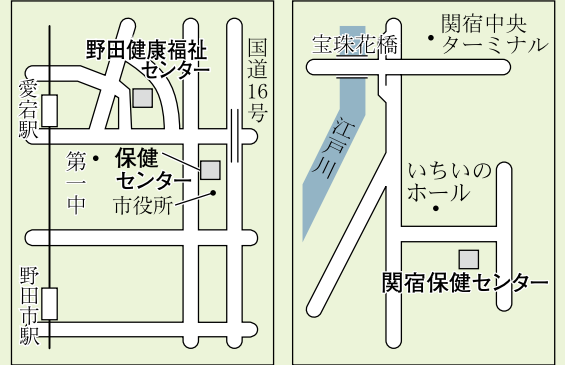 野田健康福祉
センター
国道16号
愛宕駅
第一中
保健
センター
市役所
野田市駅
関宿中央
ターミナル
宝珠花橋
江戸川
いちいの
ホール
関宿保健センター